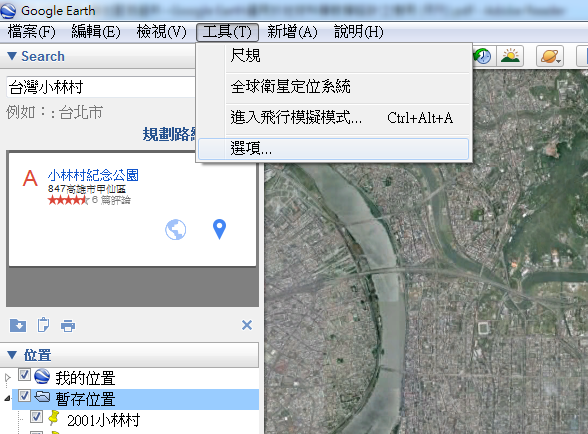 Google Earth
檔案(F) 編輯(E) 檢視(V) 工具(T) 新增(A) 說明(H)
尺規
全球衛星定位系統
進入飛行模擬模式... Ctrl+Alt+A
選項...
Search
台灣小林村
例如：: 台北市
規劃路
A 小林村紀念公園
847高雄市甲仙區
6 篇評論
位置
我的位置
暫存位置
2001小林村